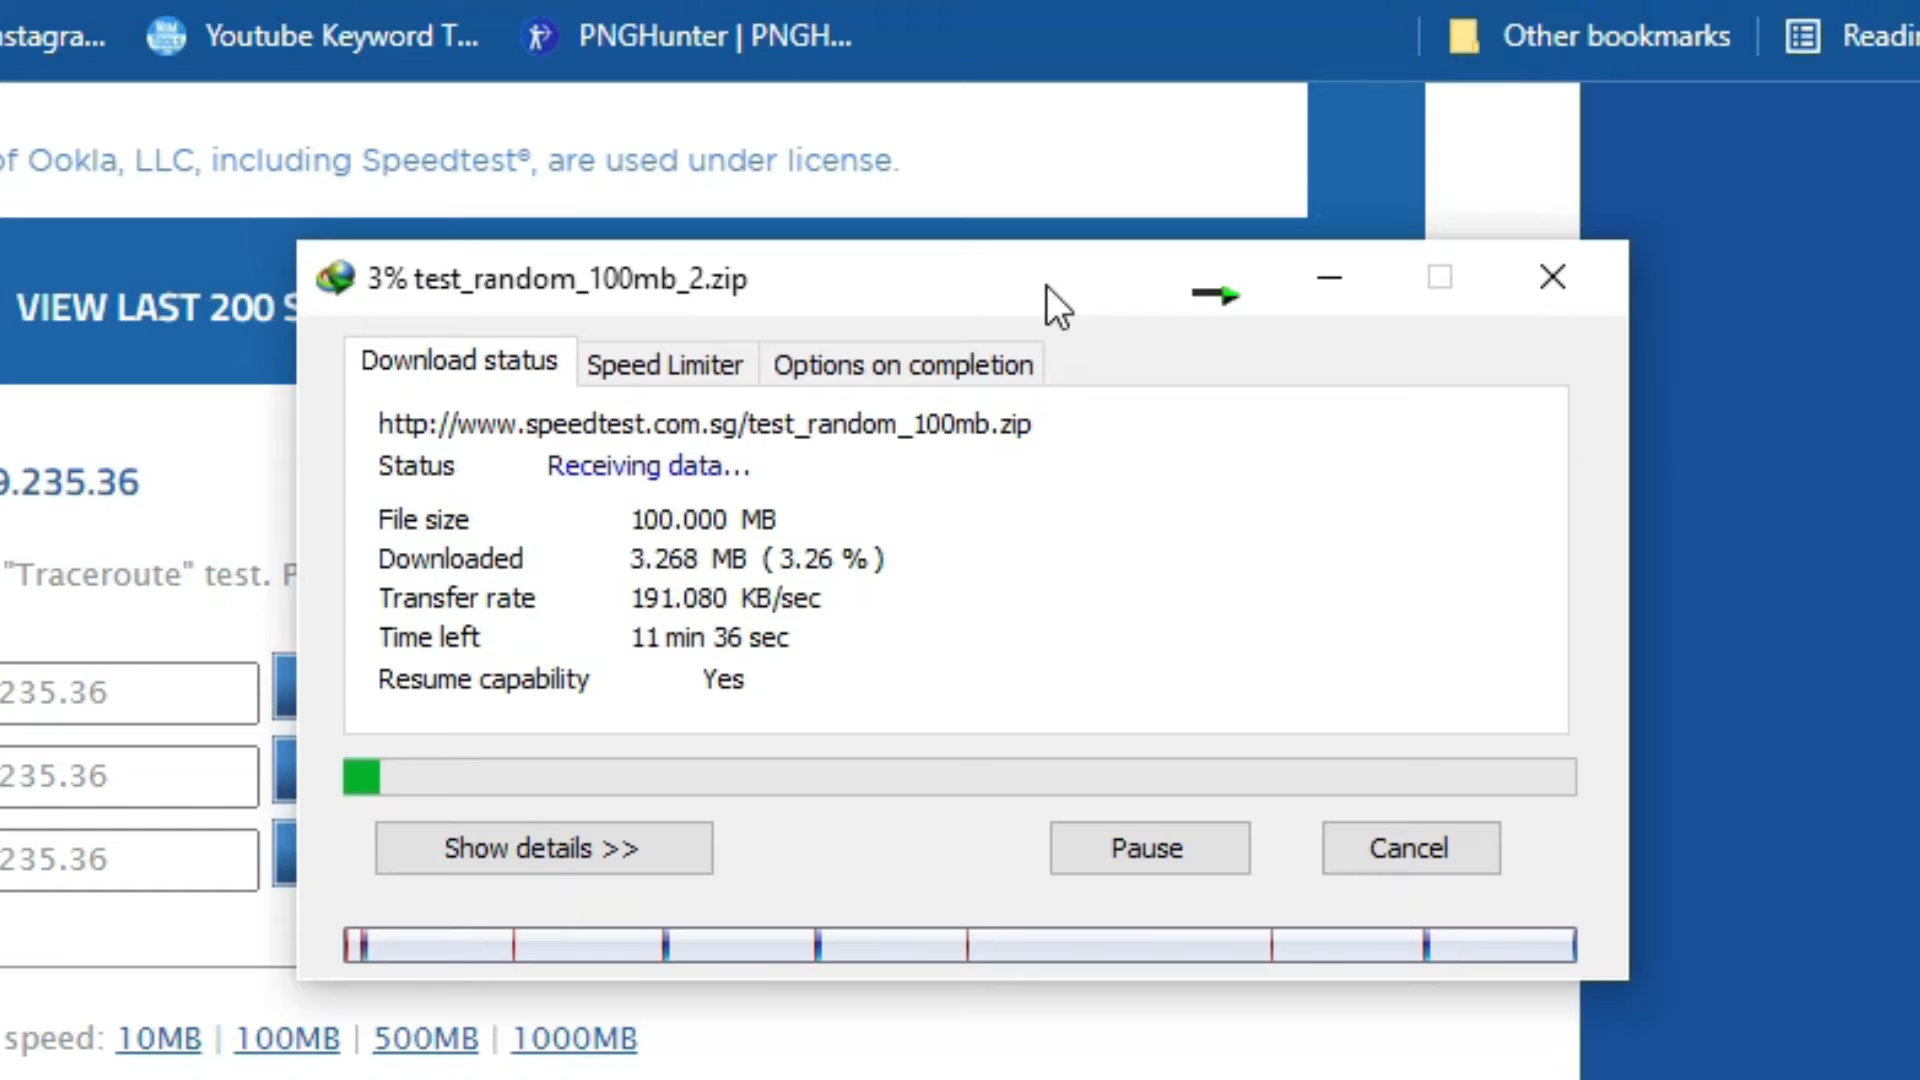 nstagra...
Youtube Keyword T...
PNGHunter | PNGH...
Other bookmarks
Readin
of Ookla, LLC, including Speedtest®, are used under license.
VIEW LAST 200 S
3% test_random_100mb_2.zip
Download status
Speed Limiter
Options on completion
http://www.speedtest.com.sg/test_random_100mb.zip
Status Receiving data...
File size 100.000 MB
Downloaded 3.268 MB ( 3.26 % )
Transfer rate 191.080 KB/sec
Time left 11 min 36 sec
Resume capability Yes
9.235.36
"Traceroute" test. P
235.36
235.36
235.36
Show details >>
Pause
Cancel
speed: 10MB | 100MB | 500MB | 1000MB